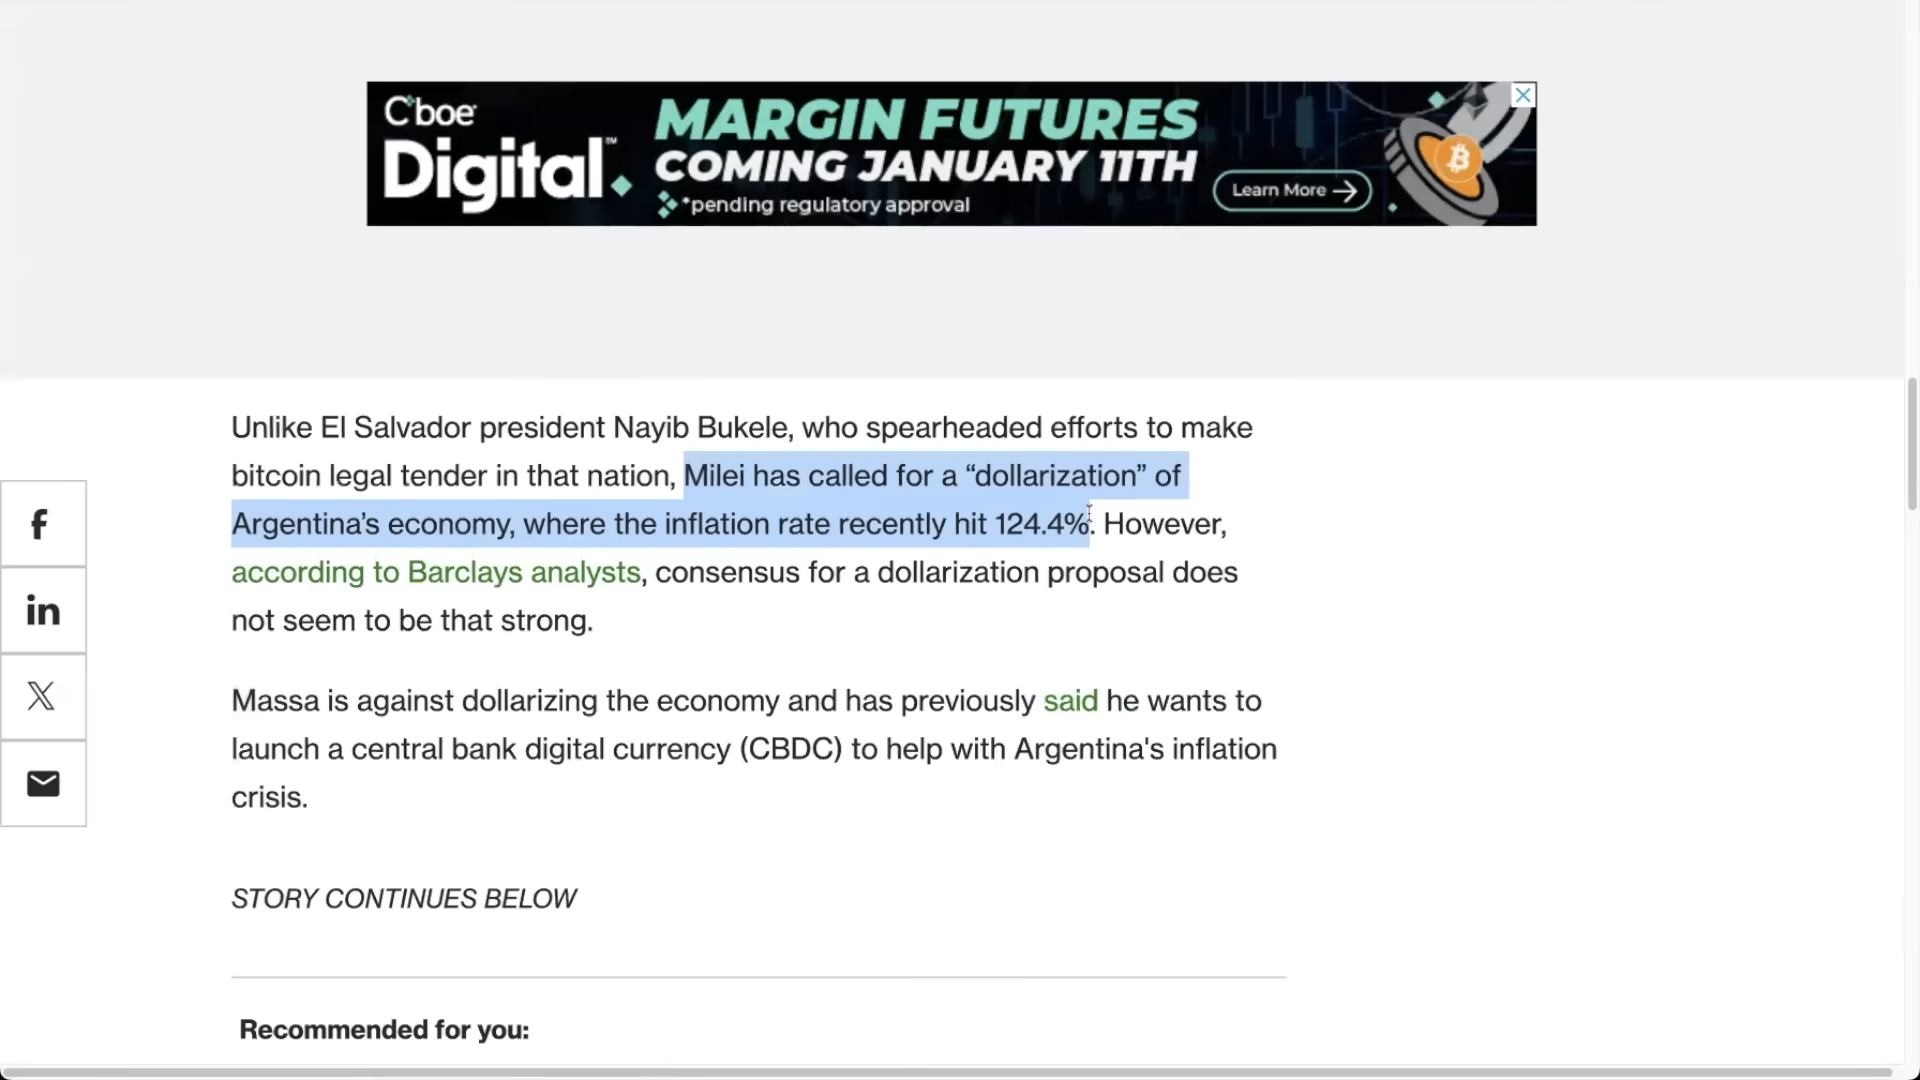 Cboe
Digital™
MARGIN FUTURES
COMING JANUARY 11TH
*pending regulatory approval
Learn More
Unlike El Salvador president Nayib Bukele, who spearheaded efforts to make
bitcoin legal tender in that nation, Milei has called for a “dollarization” of
Argentina’s economy, where the inflation rate recently hit 124.4%. However,
according to Barclays analysts, consensus for a dollarization proposal does
not seem to be that strong.
Massa is against dollarizing the economy and has previously said he wants to
launch a central bank digital currency (CBDC) to help with Argentina's inflation
crisis.
STORY CONTINUES BELOW
Recommended for you: